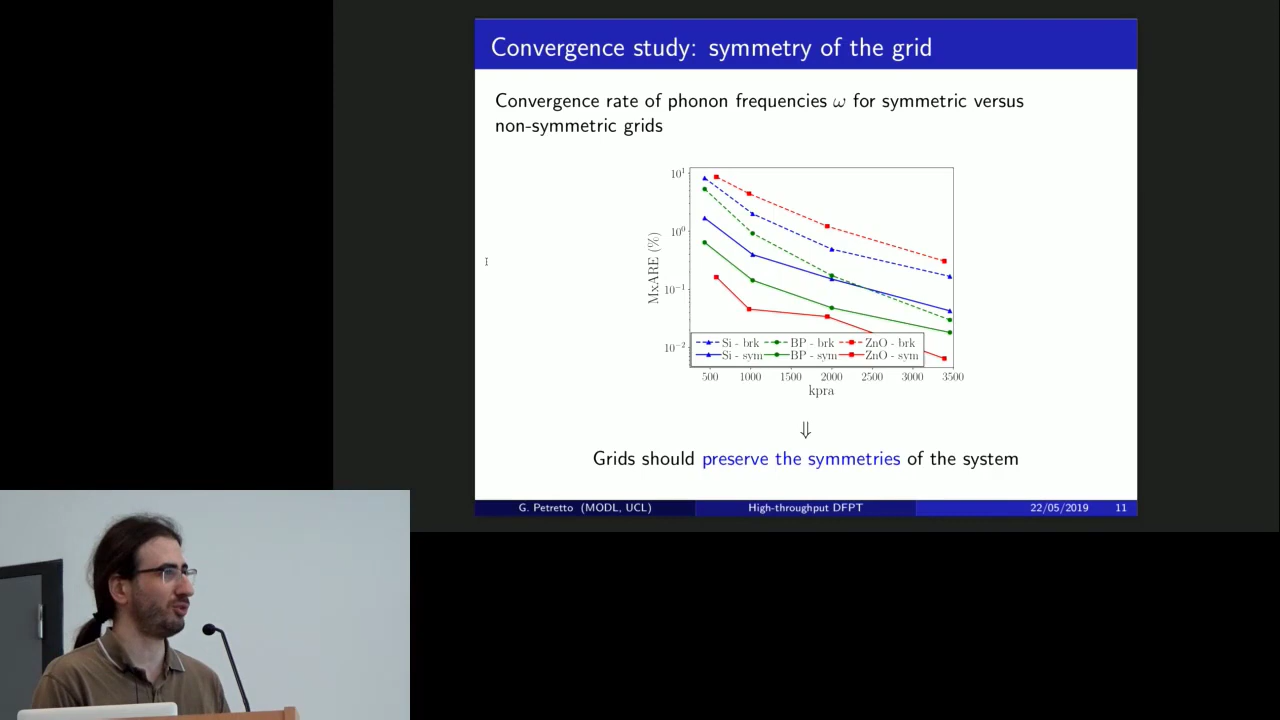 Convergence study: symmetry of the grid
Convergence rate of phonon frequencies ω for symmetric versus
non-symmetric grids
10¹
10⁰
10⁻¹
10⁻²
MxARE (%)
Si - brk BP - brk ZnO - brk
Si - sym BP - sym ZnO - sym
500 1000 1500 2000 2500 3000 3500
kpra
⇓
Grids should preserve the symmetries of the system
G. Petretto (MODL, UCL) High-throughput DFPT 22/05/2019 11